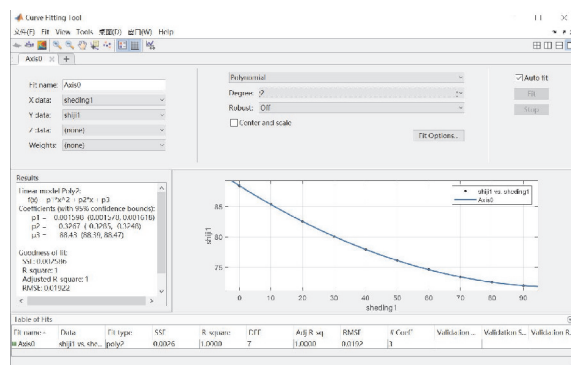 Curve Fitting Tool
文件(F) Fit View Tools 桌面(D) 窗口(W) Help
Axis0
Fit name: Axis0
X data: sheding1
Y data: shiji1
Z data: (none)
Weights: (none)
Polynomial
Degree: 2
Robust: Off
Center and scale
Fit Options...
Auto fit
Fit
Stop
Results
Linear model Poly2:
f(x) = p1*x^2 + p2*x + p3
Coefficients (with 95% confidence bounds):
p1 = 0.001598 (0.001578, 0.001618)
p2 = 0.3267 (-0.3285, -0.3248)
p3 = 88.43 (88.39, 88.47)
Goodness of fit:
SSE: 0.002586
R-square: 1
Adjusted R-square: 1
RMSE: 0.01922
shiji1 vs. sheding1
Axis0
85
80
75
shiji1
0 10 20 30 40 50 60 70 80 90
sheding1
Table of Fits
Fit name Data Fit type SSE R-square DFE Adj R-sq RMSE # Coeff Validation ... Validation S... Validation R...
Axis0 shiji1 vs. she... poly2 0.0026 1.0000 7 1.0000 0.0192 3